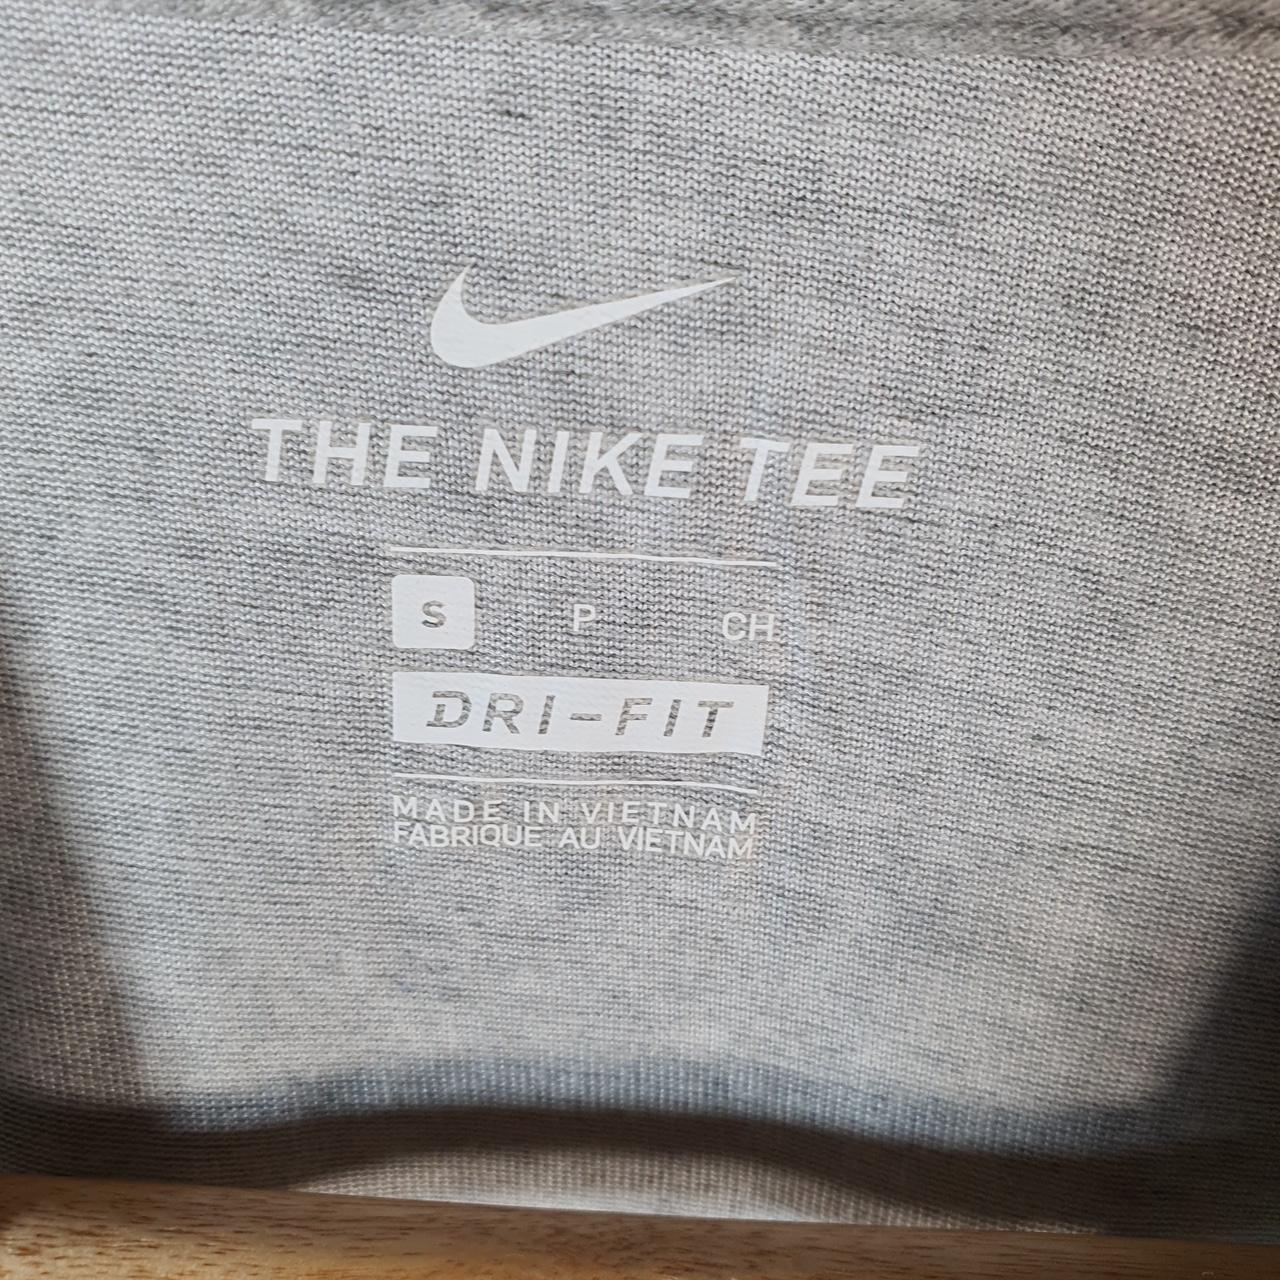 THE NIKE TEE
S P CH
DRI-FIT
MADE IN VIETNAM
FABRIQUE AU VIETNAM